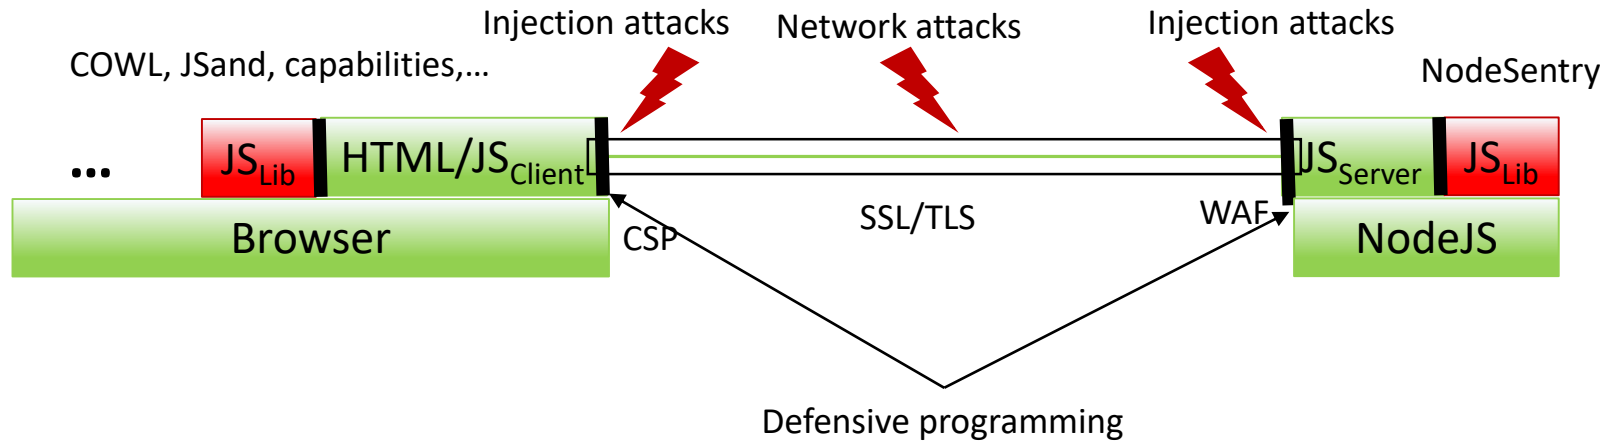 Injection attacks
Network attacks
Injection attacks
COWL, JSand, capabilities,…
NodeSentry
...
JSLib
HTML/JSClient
JSServer
JSLib
SSL/TLS
WAF
CSP
Browser
NodeJS
Defensive programming